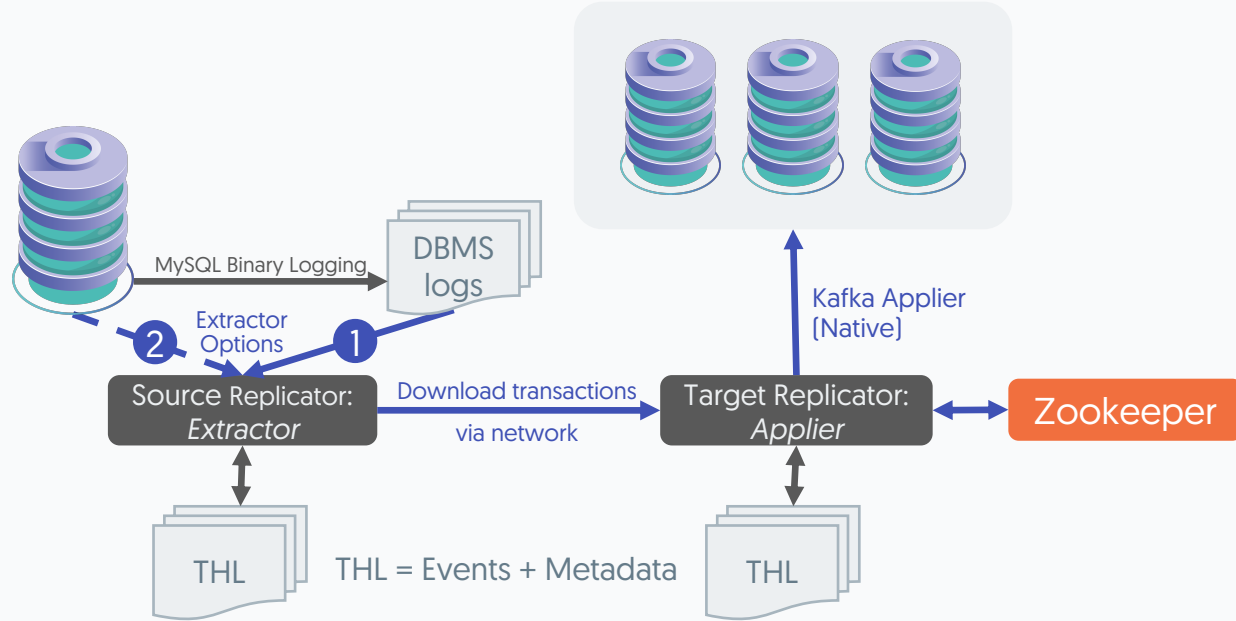 MySQL Binary Logging
DBMS
logs
Kafka Applier
(Native)
2
Extractor
Options
1
Source Replicator:
Extractor
Download transactions
via network
Target Replicator:
Applier
Zookeeper
THL
THL = Events + Metadata
THL